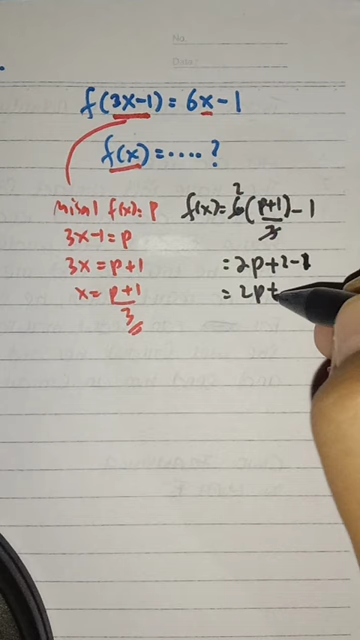 No.
Date:
f(3x-1) = 6x - 1
f(x) = .... ?
misal f(x) = p
3x-1 = p
3x = p+1
x = p+1/3
f(x) = 6 2 (p+1/3) - 1
= 2p+2-1
= 2p+